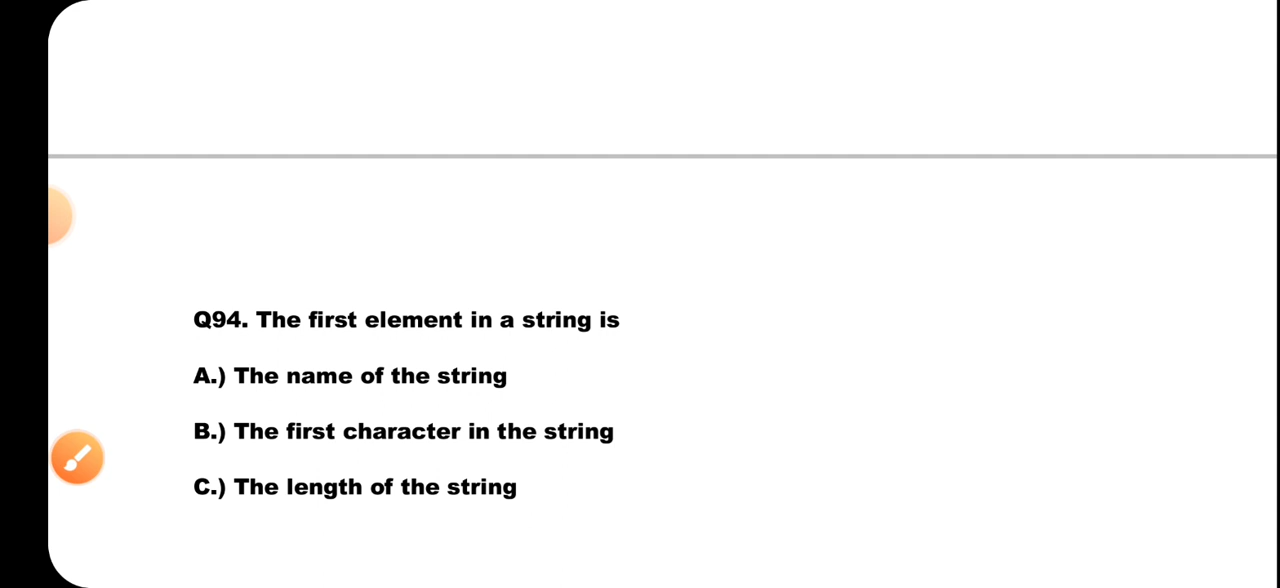 Q94. The first element in a string is
A.) The name of the string
B.) The first character in the string
C.) The length of the string